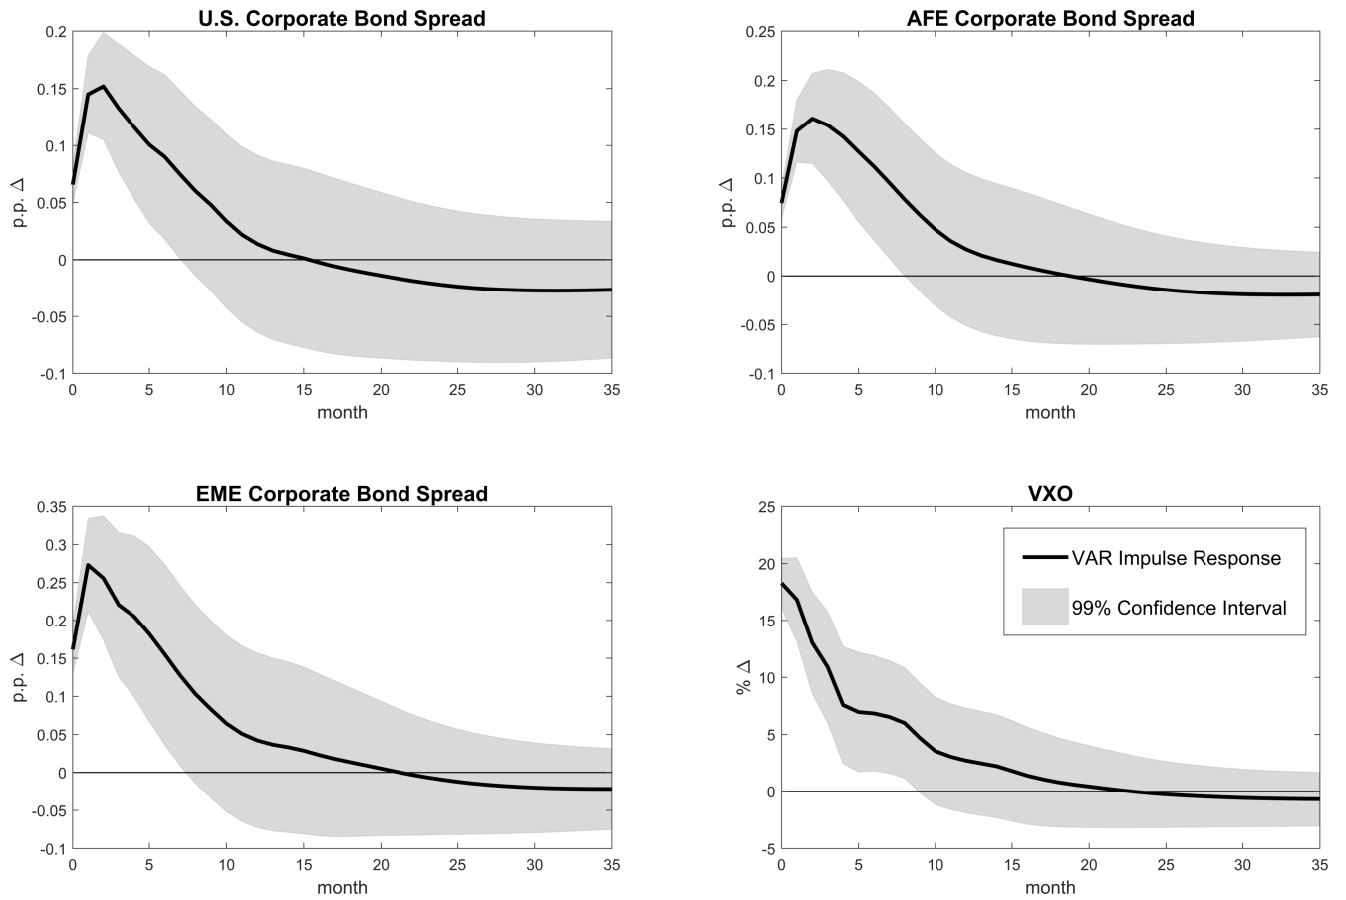 U.S. Corporate Bond Spread
0.2
0.15
0.1
0.05
0
-0.05
-0.1
p.p. Δ
0 5 10 15 20 25 30 35
month
AFE Corporate Bond Spread
0.25
0.2
0.15
0.1
0.05
0
-0.05
-0.1
p.p. Δ
0 5 10 15 20 25 30 35
month
EME Corporate Bond Spread
0.35
0.3
0.25
0.2
0.15
0.1
0.05
0
-0.05
-0.1
p.p. Δ
0 5 10 15 20 25 30 35
month
VXO
25
20
15
10
5
0
-5
% Δ
VAR Impulse Response
99% Confidence Interval
0 5 10 15 20 25 30 35
month